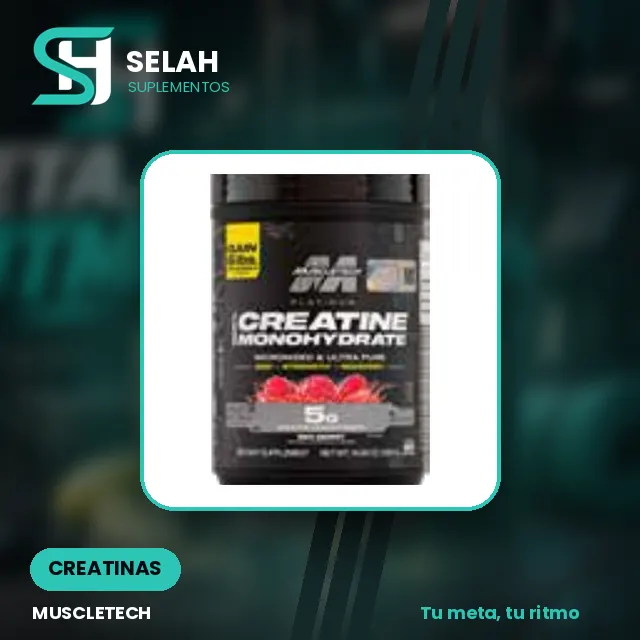 SELAH
SUPLEMENTOS
MUSCLETECH
PLATINUM
CREATINE
MONOHYDRATE
MICRONIZED & ULTRA PURE
5G
CREATINAS
MUSCLETECH
Tu meta, tu ritmo